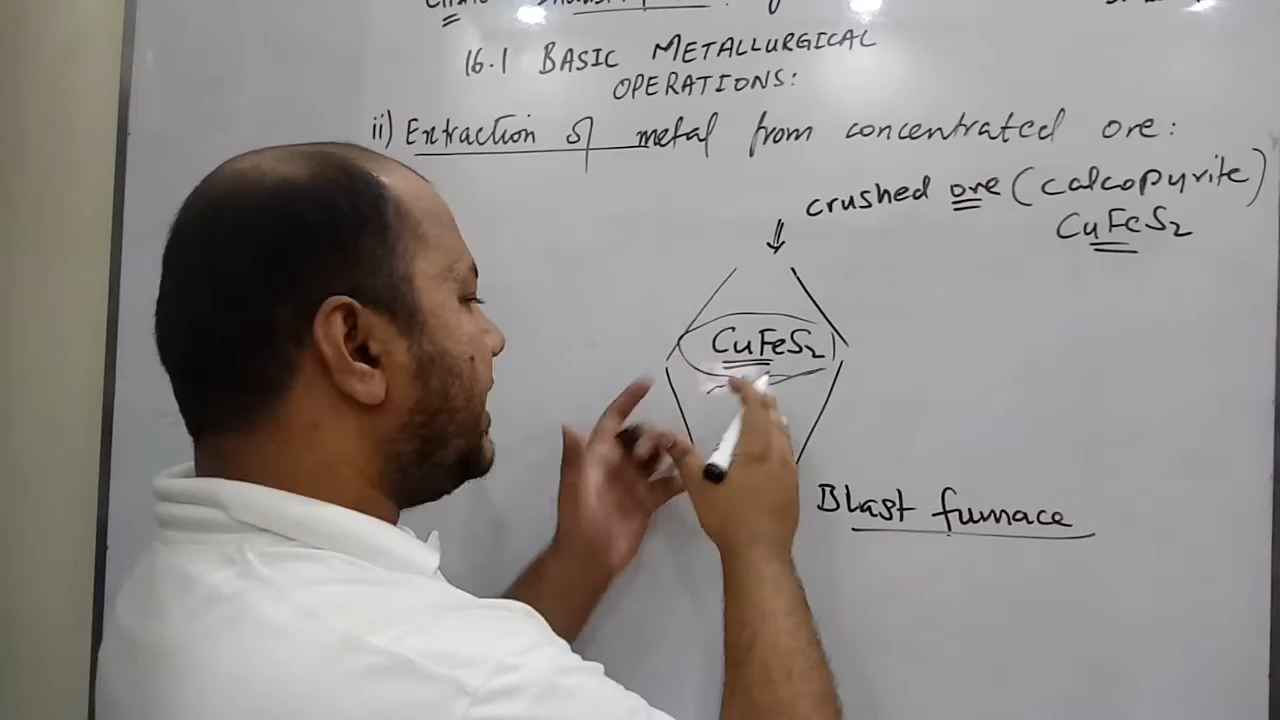 16.1 BASIC METALLURGICAL
OPERATIONS:
ii) Extraction of metal from concentrated ore:
crushed ore (calcopyrite)
CuFeS₂
CuFeS₂
Blast furnace